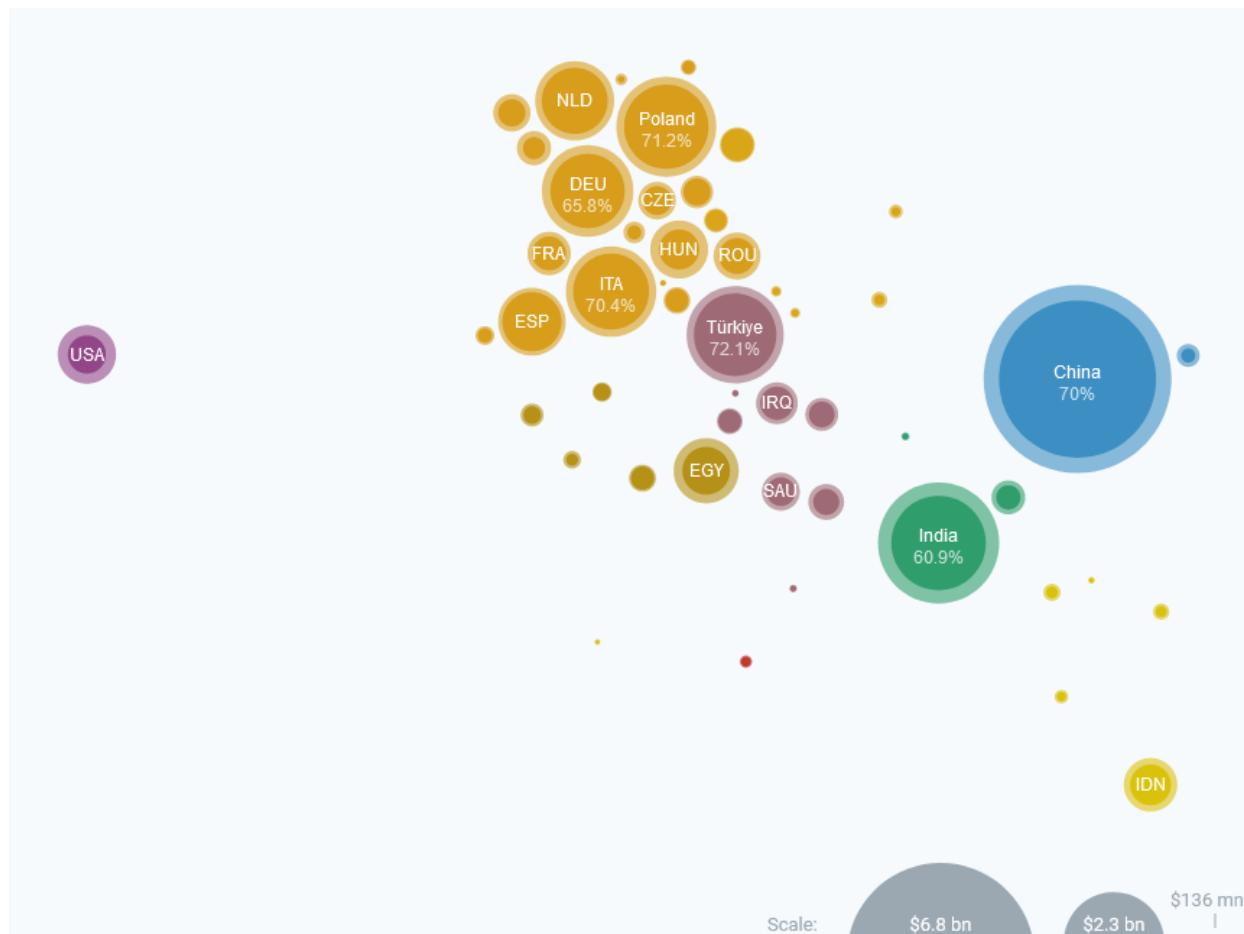 NLD
Poland
71.2%
DEU
65.8%
CZE
FRA
HUN
ROU
ITA
70.4%
ESP
Türkiye
72.1%
USA
China
70%
IRQ
EGY
SAU
India
60.9%
IDN
$136 mn
Scale:
$6.8 bn
$2.3 bn